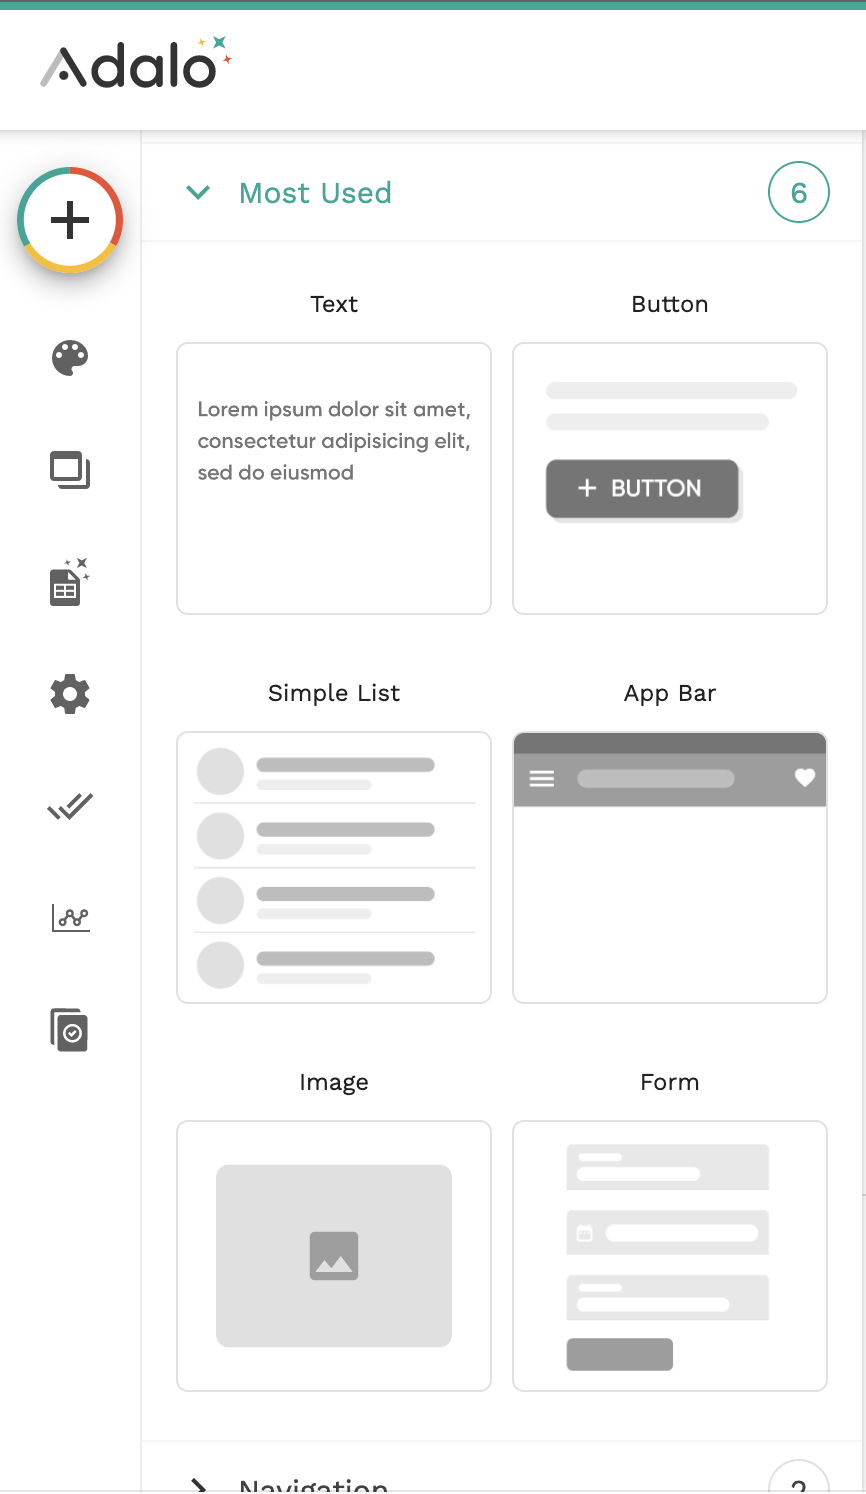 Adalo
Most Used
6
Text
Button
Lorem ipsum dolor sit amet,
consectetur adipisicing elit,
sed do eiusmod
+ BUTTON
Simple List
App Bar
Image
Form
Navigation
2